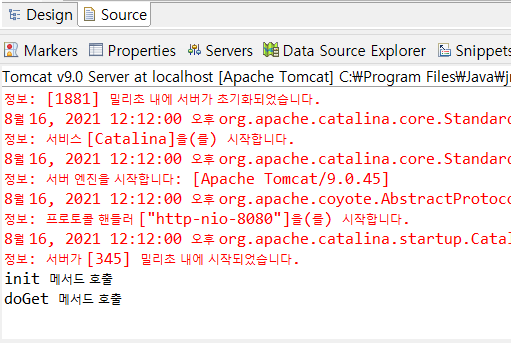 Design Source
Markers Properties Servers Data Source Explorer Snippets
Tomcat v9.0 Server at localhost [Apache Tomcat] C:₩Program Files₩Java₩j
정보: [1881] 밀리초 내에 서버가 초기화되었습니다.
8월 16, 2021 12:12:00 오후 org.apache.catalina.core.Standard
정보: 서비스 [Catalina]을(를) 시작합니다.
8월 16, 2021 12:12:00 오후 org.apache.catalina.core.Standard
정보: 서버 엔진을 시작합니다: [Apache Tomcat/9.0.45]
8월 16, 2021 12:12:00 오후 org.apache.coyote.AbstractProtoco
정보: 프로토콜 핸들러 ["http-nio-8080"]을(를) 시작합니다.
8월 16, 2021 12:12:00 오후 org.apache.catalina.startup.Catal
정보: 서버가 [345] 밀리초 내에 시작되었습니다.
init 메서드 호출
doGet 메서드 호출